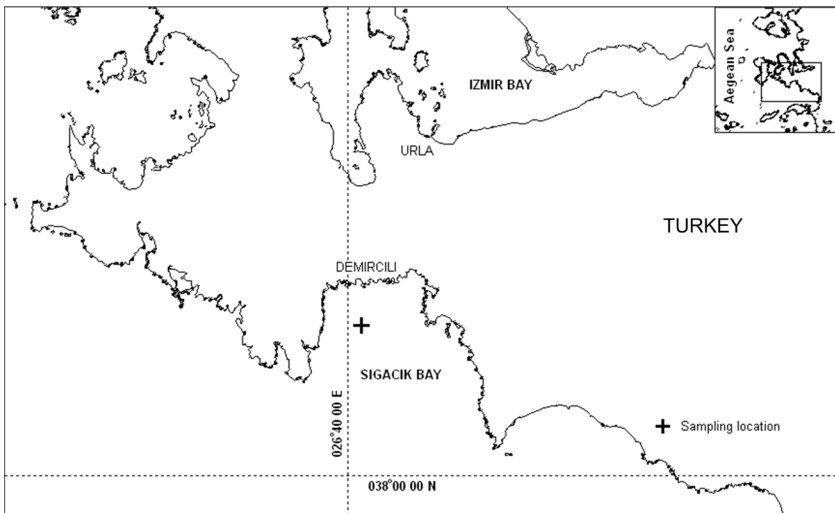 Aegean Sea
IZMIR BAY
URLA
TURKEY
DEMIRCILI
SIGACIK BAY
026°40 00 E
Sampling location
038°00 00 N